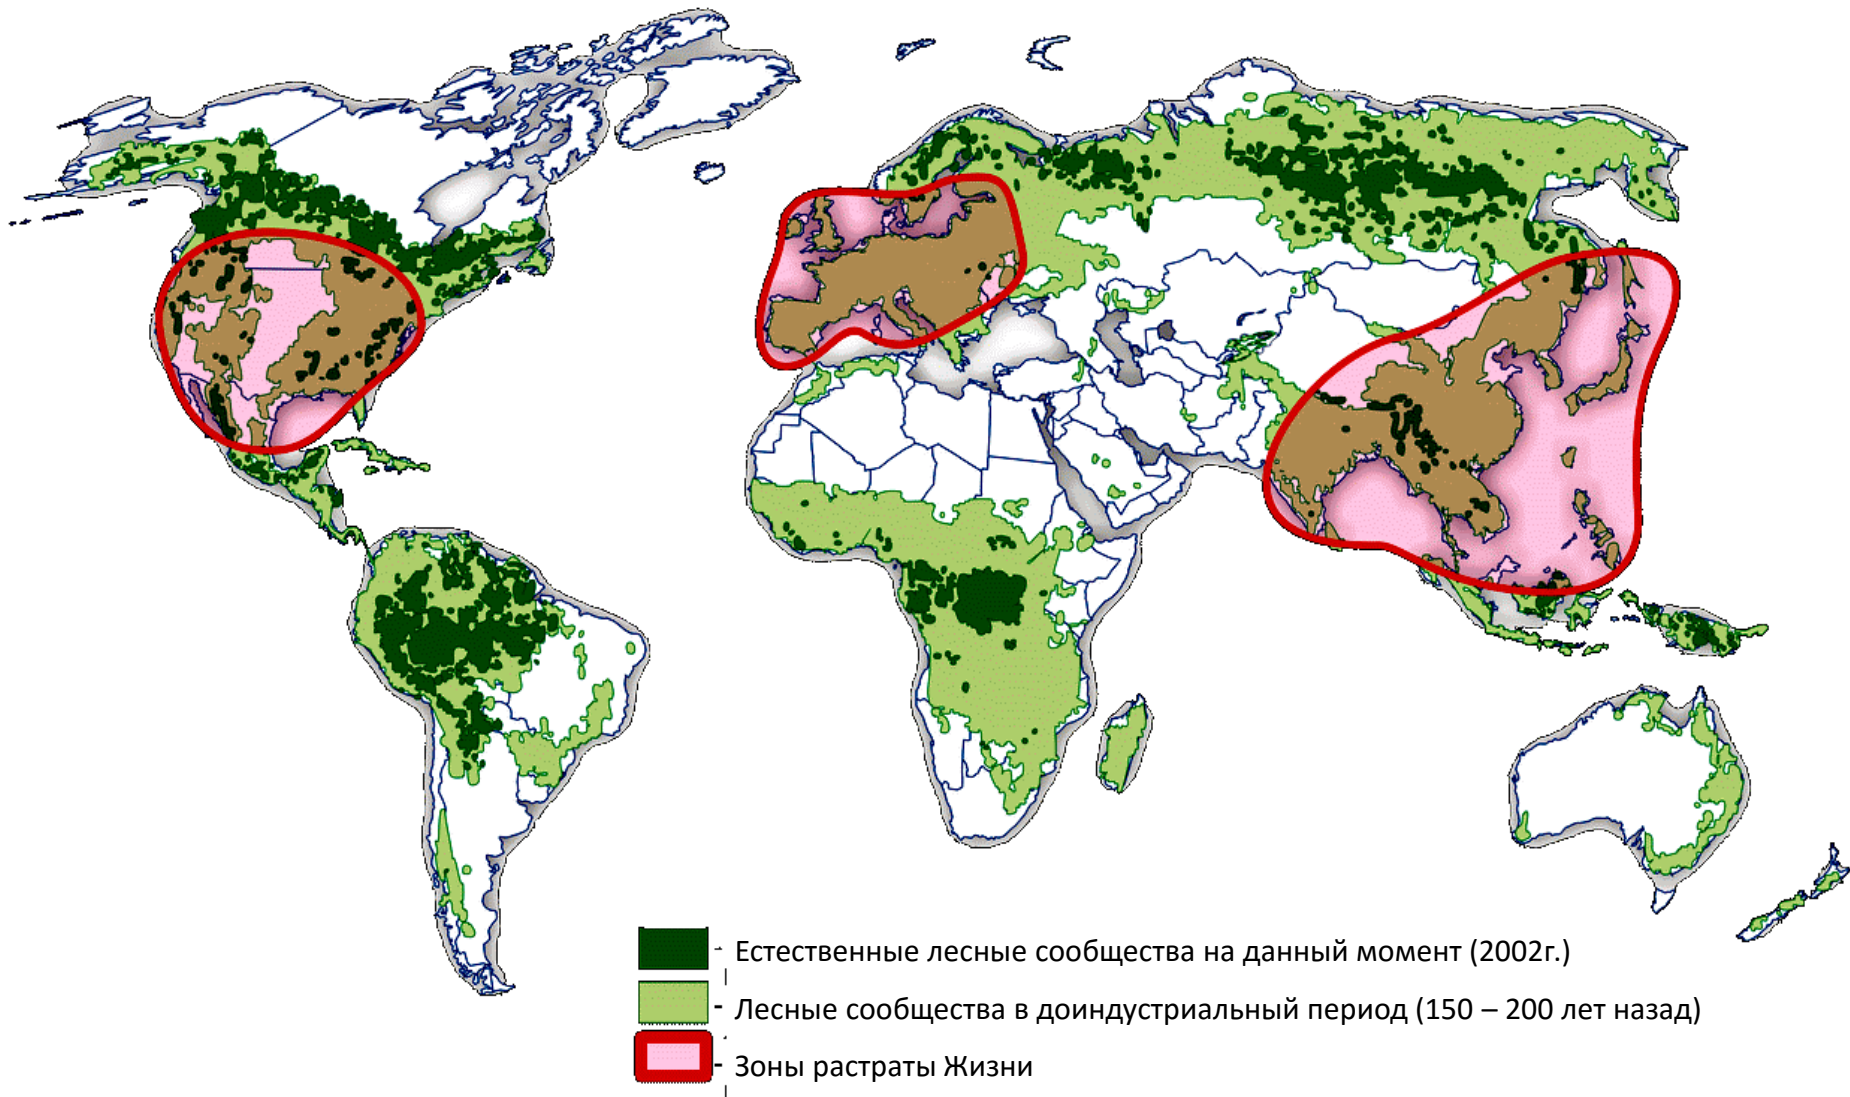 Естественные лесные сообщества на данный момент (2002г.)
Лесные сообщества в доиндустриальный период (150 – 200 лет назад)
Зоны растраты Жизни